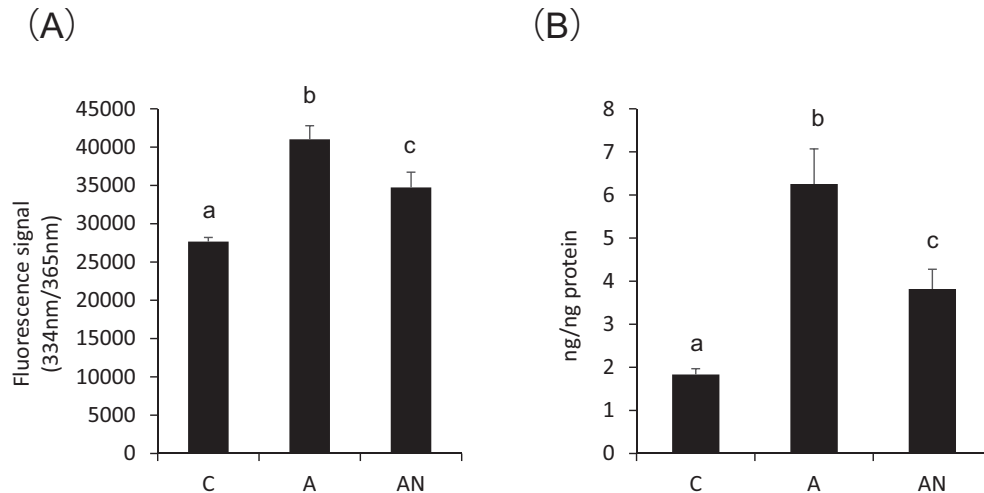 (A)
45000
40000
35000
30000
25000
20000
15000
10000
5000
0
Fluorescence signal
(334nm/365nm)
a
b
c
C A AN
(B)
8
7
6
5
4
3
2
1
0
ng/ng protein
a
b
c
C A AN